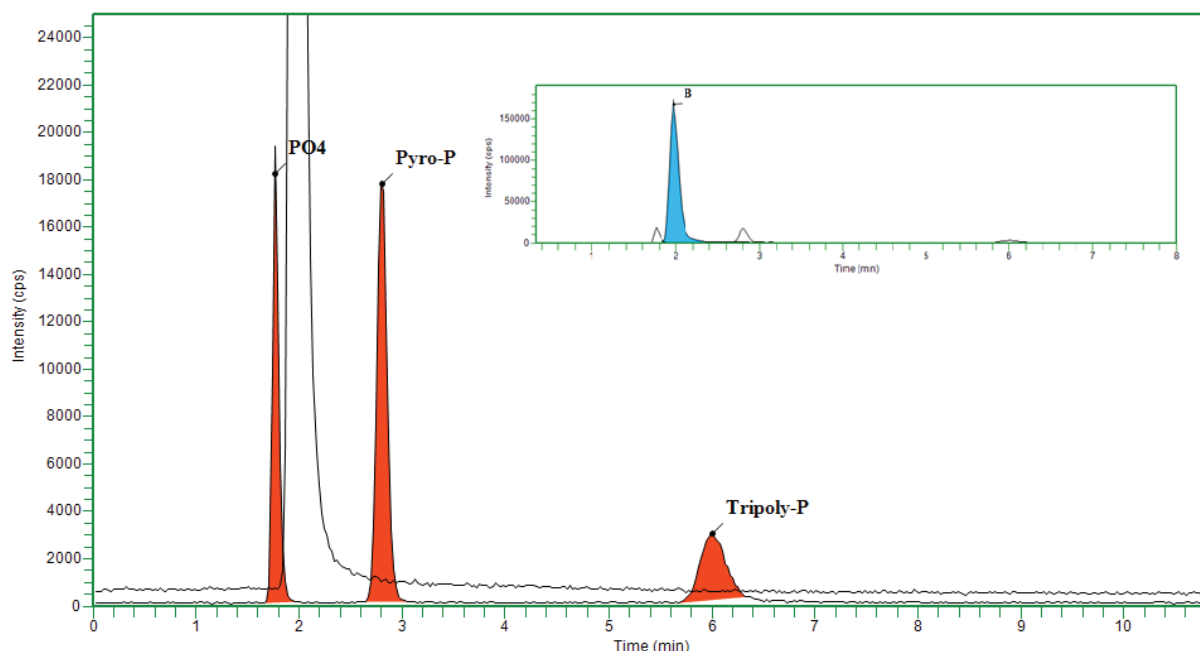 24000
22000
20000
18000
16000
14000
12000
10000
8000
6000
4000
2000
0
Intensity (cps)
PO4
Pyro-P
Tripoly-P
0 1 2 3 4 5 6 7 8 9 10
Time (min)
B
150000
100000
50000
0
Intensity (cps)
1 2 3 4 5 6 7 8
Time (min)